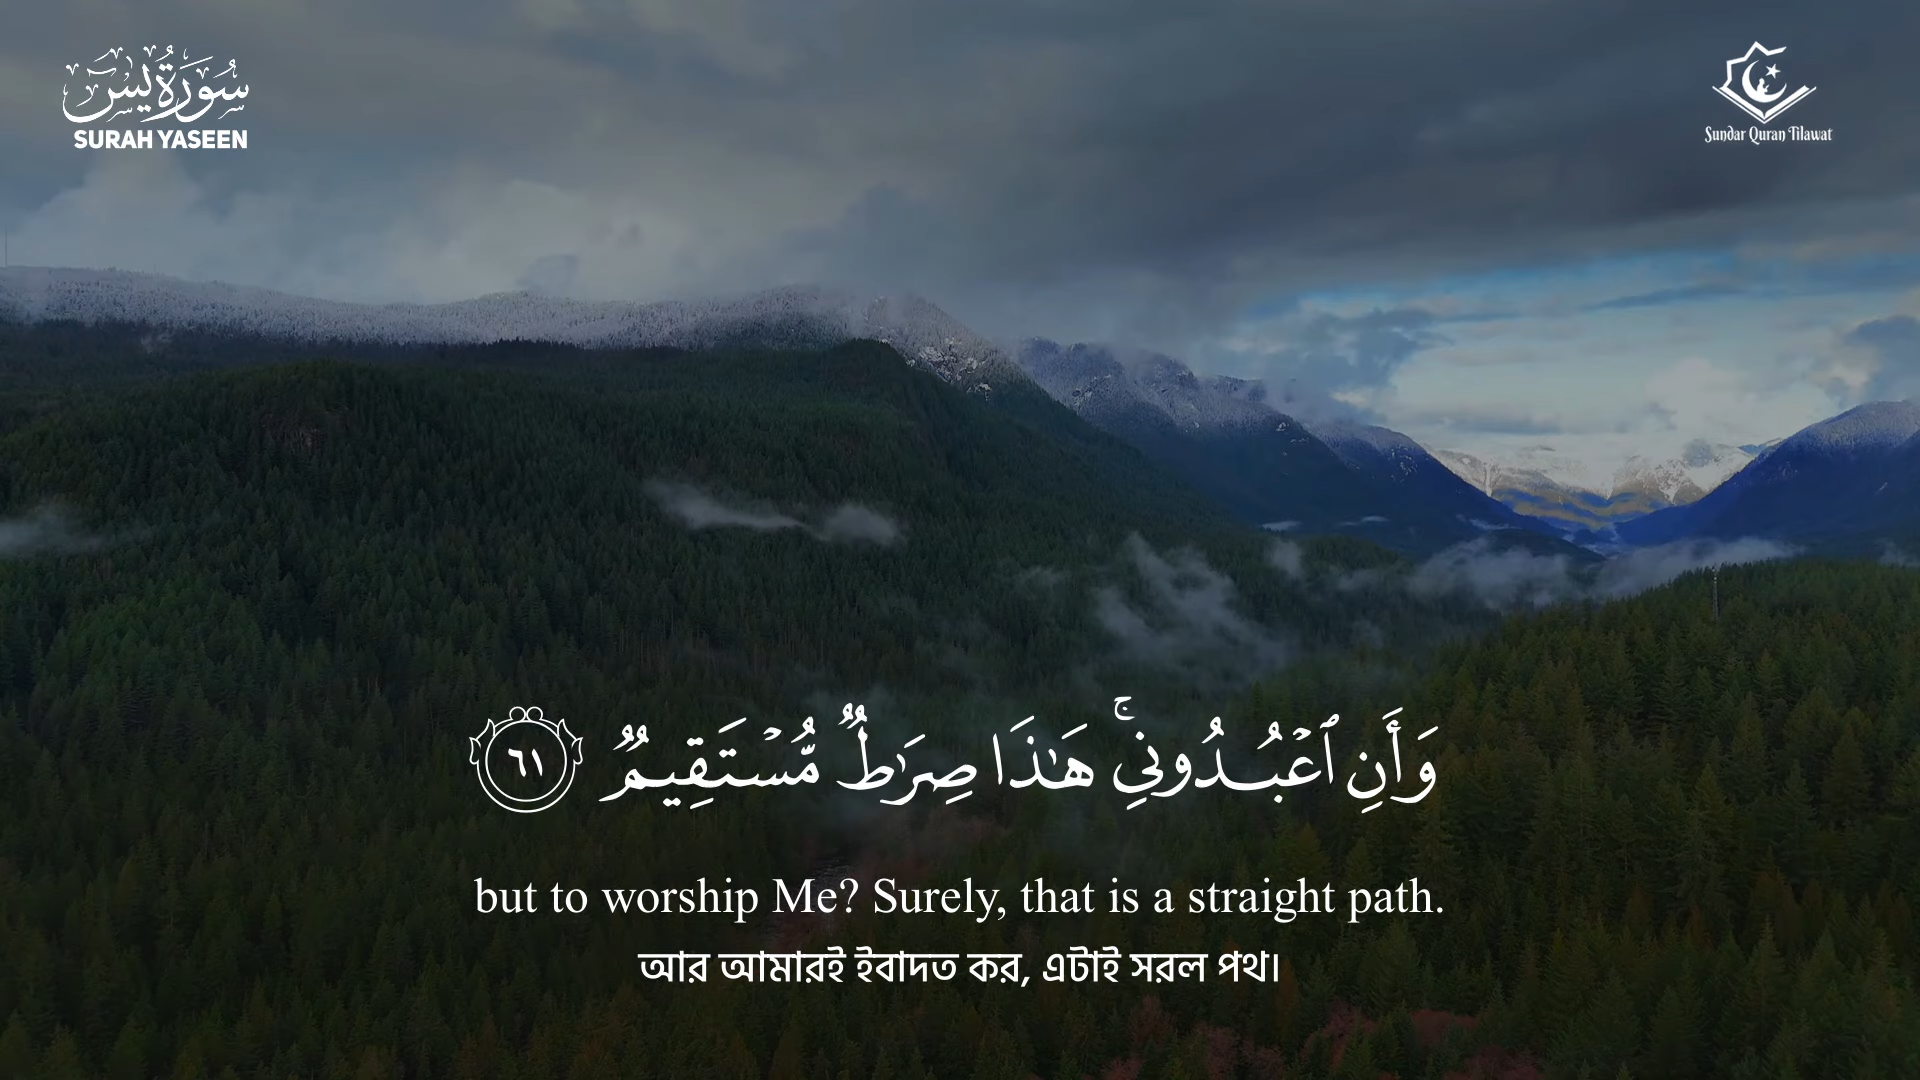 سُورَةُ يٰسٓ
SURAH YASEEN
Sundar Quran Tilawat
وَأَنِ ٱعۡبُدُونِيۚ هَٰذَا صِرَٰطٞ مُّسۡتَقِيمٞ ٦١
but to worship Me? Surely, that is a straight path.
আর আমারই ইবাদত কর, এটাই সরল পথ।